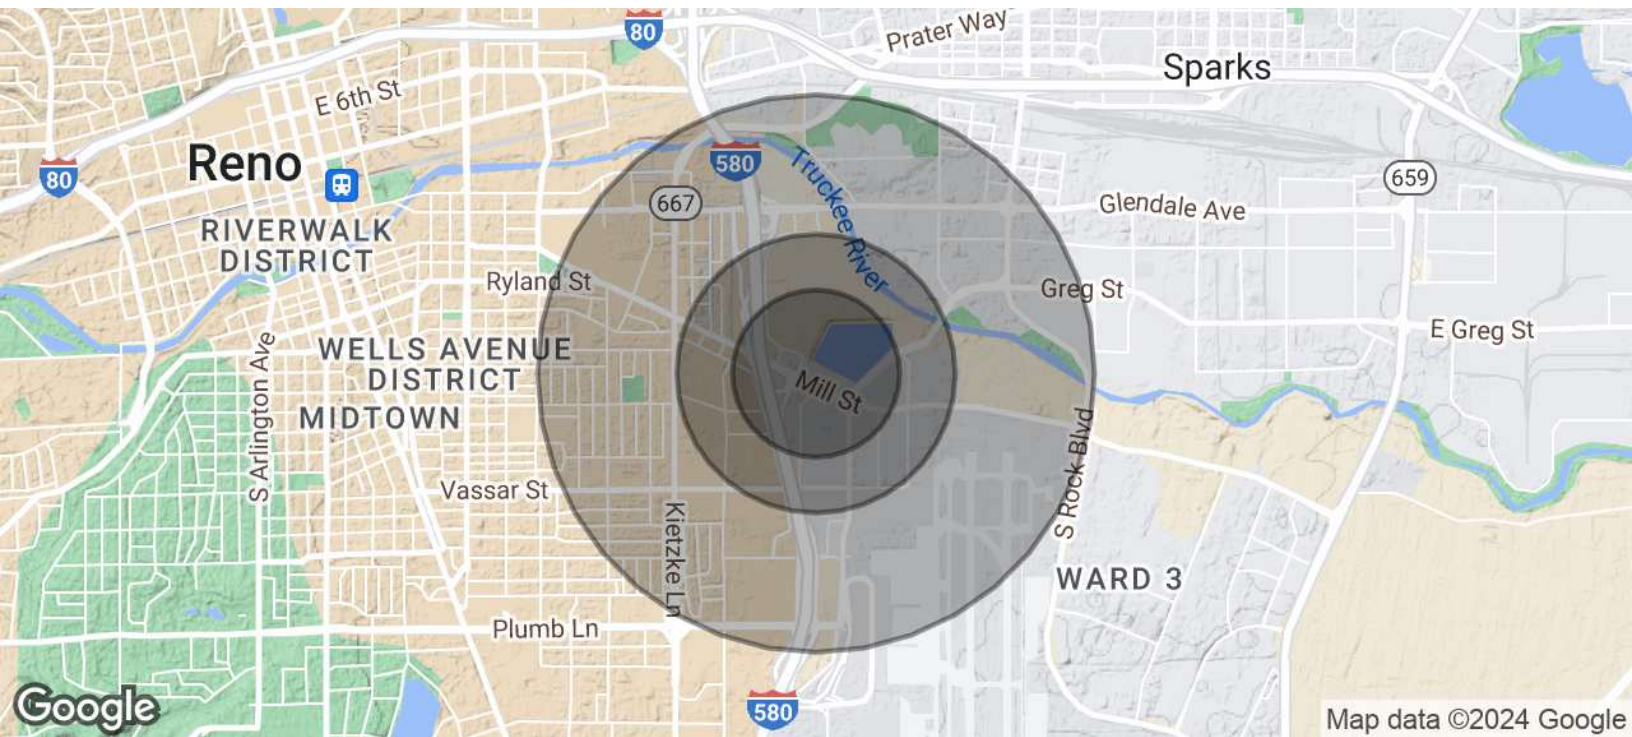 80
Prater Way
Sparks
E 6th St
Reno
80
580
Truckee River
659
667
Glendale Ave
RIVERWALK
DISTRICT
Ryland St
Greg St
E Greg St
S Arlington Ave
WELLS AVENUE
DISTRICT
Mill St
MIDTOWN
S Rock Blvd
Vassar St
Kietzke Ln
WARD 3
Plumb Ln
580
Google
Map data ©2024 Google